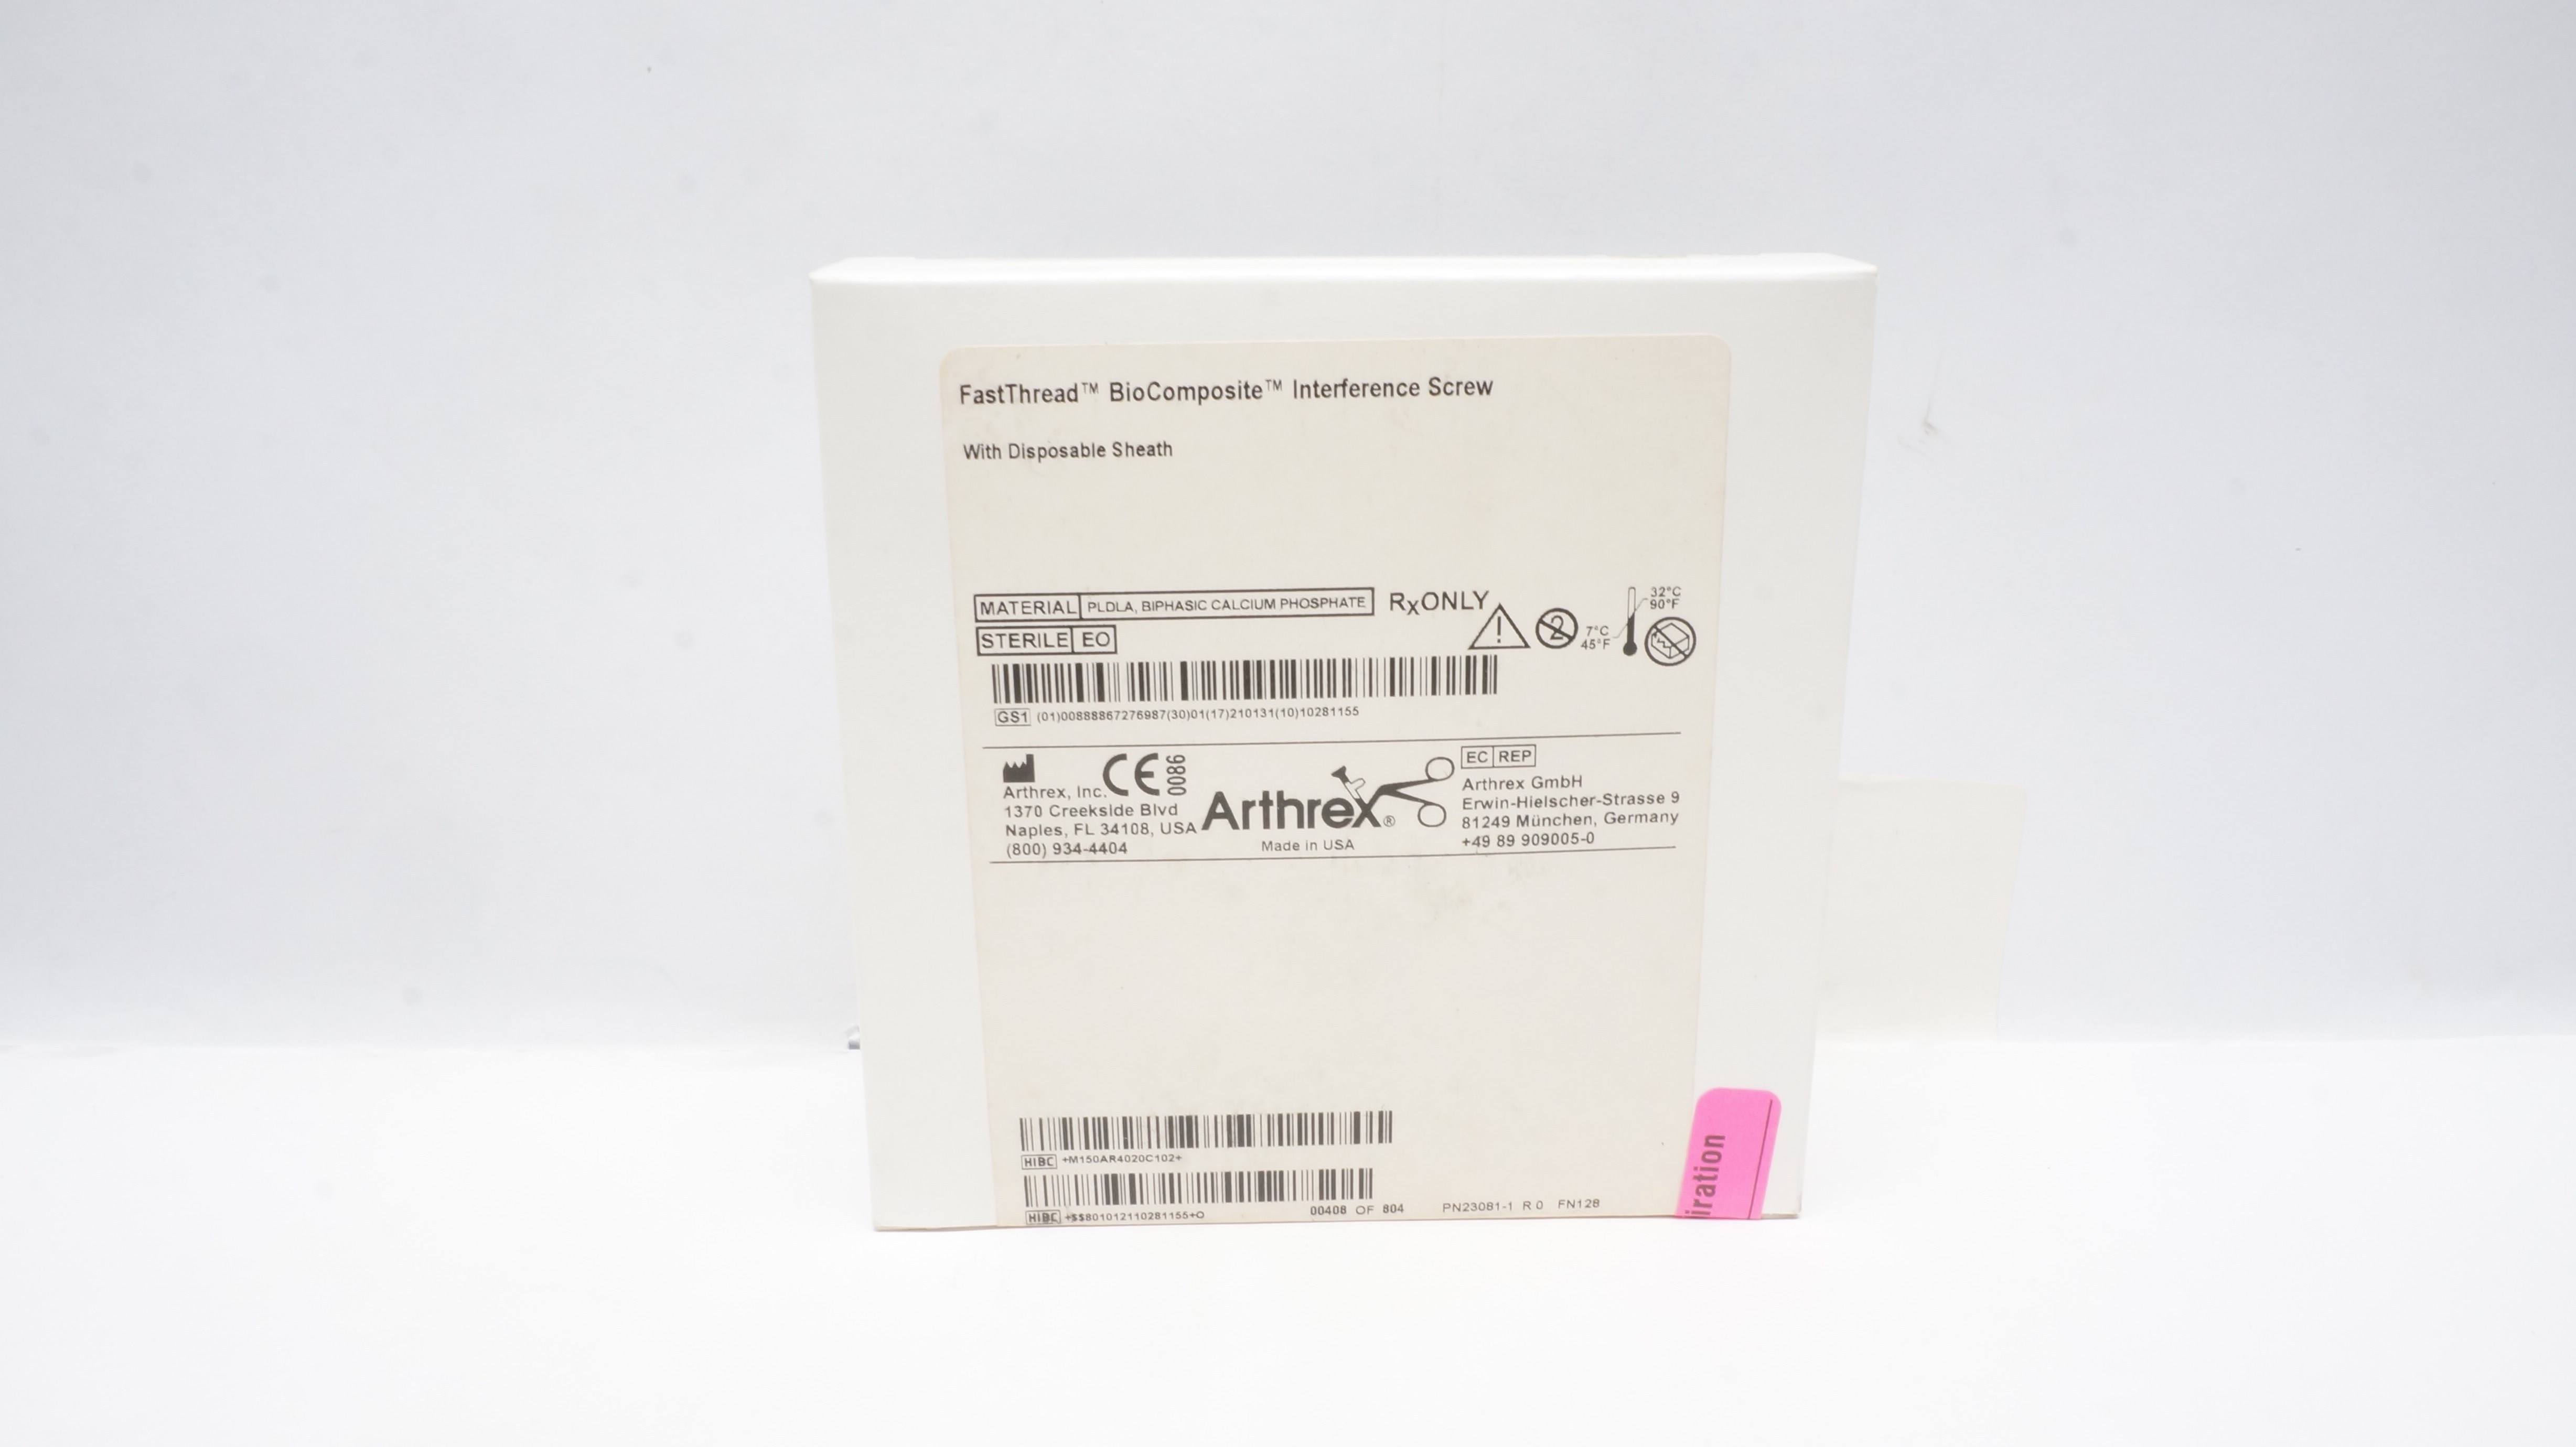 FastThread™ BioComposite™ Interference Screw
With Disposable Sheath
MATERIAL PLDLA, BIPHASIC CALCIUM PHOSPHATE RxONLY
32°C
90°F
7°C
45°F
STERILE EO
GS1 (01)00888867276987(30)01(17)210131(10)10281155
CE 0086
Arthrex, Inc.
1370 Creekside Blvd
Naples, FL 34108, USA
(800) 934-4404
Arthrex®
Made in USA
EC REP
Arthrex GmbH
Erwin-Hielscher-Strasse 9
81249 München, Germany
+49 89 909005-0
HIBC +M150AR4020C102+
HIBC +$$801012110281155+O
00408 OF 804 PN23081-1 R 0 FN128
iration